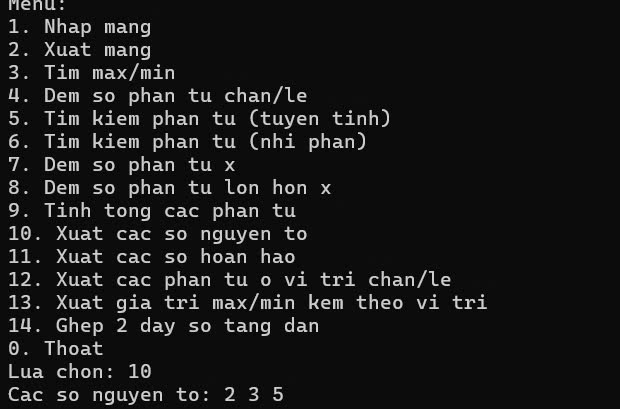 Menu:
1. Nhap mang
2. Xuat mang
3. Tim max/min
4. Dem so phan tu chan/le
5. Tim kiem phan tu (tuyen tinh)
6. Tim kiem phan tu (nhi phan)
7. Dem so phan tu x
8. Dem so phan tu lon hon x
9. Tinh tong cac phan tu
10. Xuat cac so nguyen to
11. Xuat cac so hoan hao
12. Xuat cac phan tu o vi tri chan/le
13. Xuat gia tri max/min kem theo vi tri
14. Ghep 2 day so tang dan
0. Thoat
Lua chon: 10
Cac so nguyen to: 2 3 5